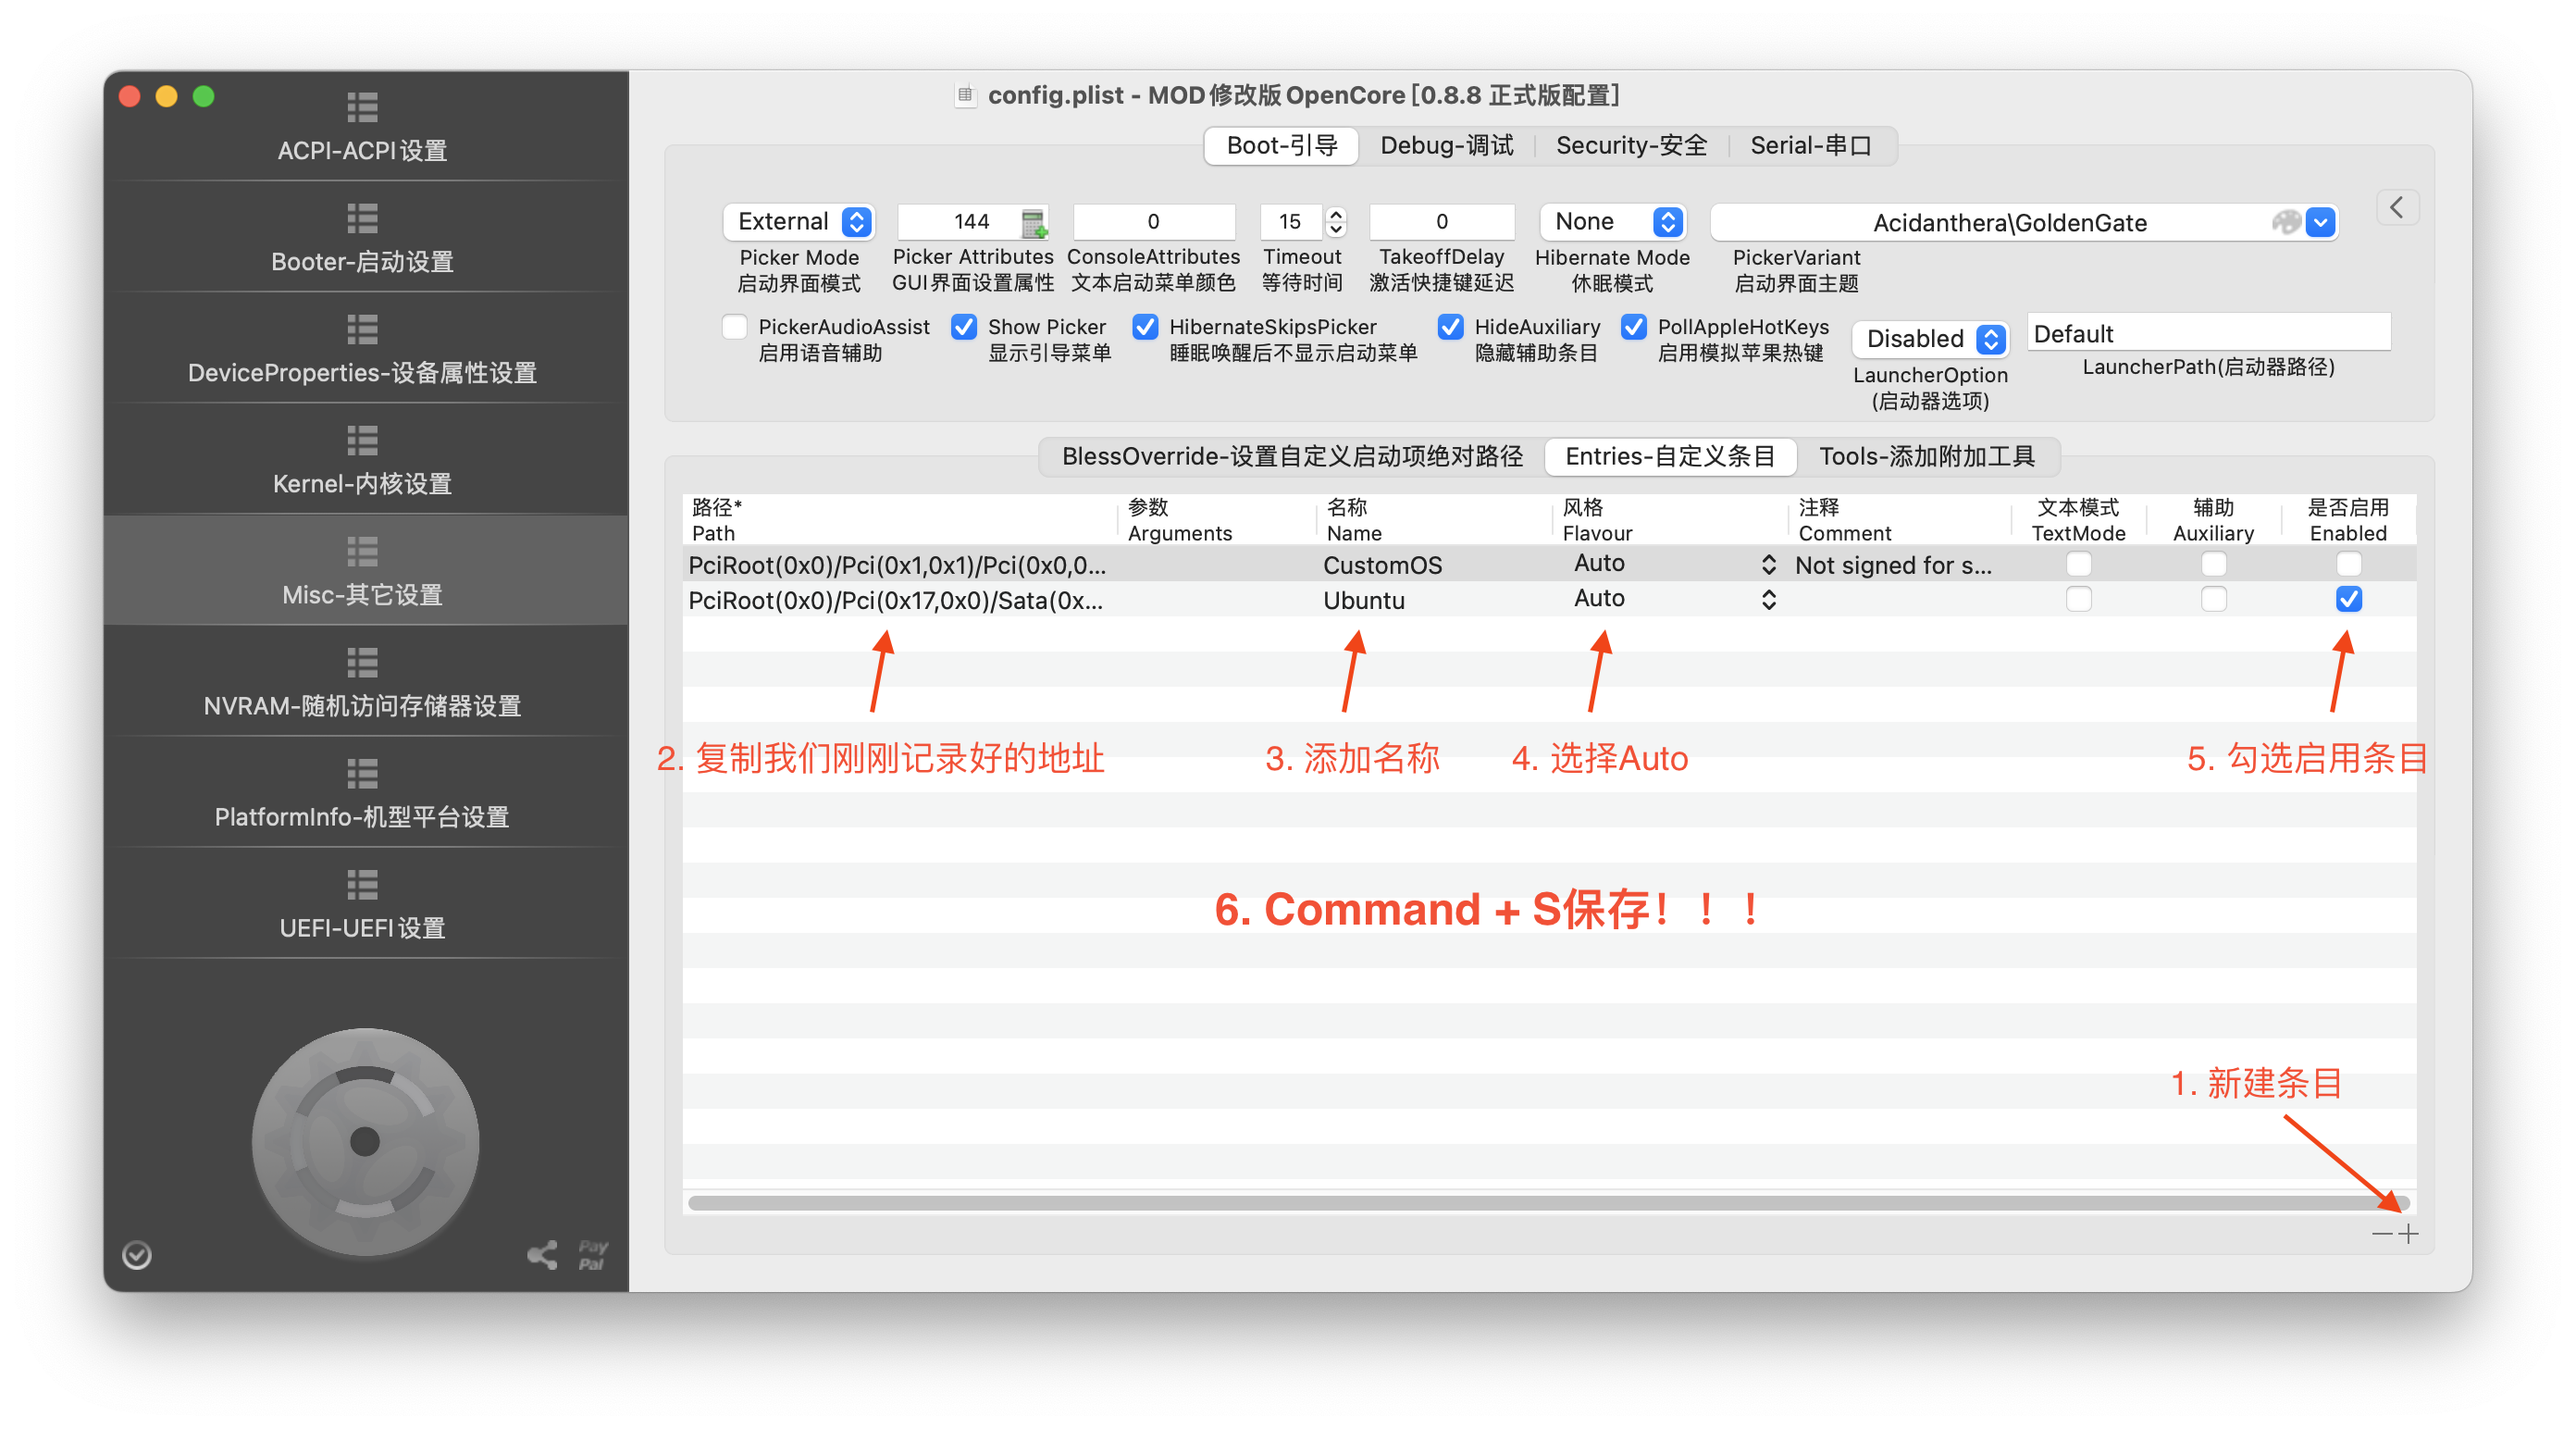 config.plist - MOD修改版OpenCore[0.8.8 正式版配置]
ACPI-ACPI设置
Booter-启动设置
DeviceProperties-设备属性设置
Kernel-内核设置
Misc-其它设置
NVRAM-随机访问存储器设置
PlatformInfo-机型平台设置
UEFI-UEFI设置
Pay
Pal
Boot-引导 Debug-调试 Security-安全 Serial-串口
External 144 0 15 0 None Acidanthera\GoldenGate
Picker Mode Picker Attributes ConsoleAttributes Timeout TakeoffDelay Hibernate Mode PickerVariant
启动界面模式 GUI界面设置属性 文本启动菜单颜色 等待时间 激活快捷键延迟 休眠模式 启动界面主题
PickerAudioAssist Show Picker HibernateSkipsPicker HideAuxiliary PollAppleHotKeys Disabled Default
启用语音辅助 显示引导菜单 睡眠唤醒后不显示启动菜单 隐藏辅助条目 启用模拟苹果热键
LauncherOption LauncherPath(启动器路径)
(启动器选项)
BlessOverride-设置自定义启动项绝对路径 Entries-自定义条目 Tools-添加附加工具
路径* 参数 名称 风格 注释 文本模式 辅助 是否启用
Path Arguments Name Flavour Comment TextMode Auxiliary Enabled
PciRoot(0x0)/Pci(0x1,0x1)/Pci(0x0,0... CustomOS Auto Not signed for s...
PciRoot(0x0)/Pci(0x17,0x0)/Sata(0x... Ubuntu Auto
2. 复制我们刚刚记录好的地址 3. 添加名称 4. 选择Auto 5. 勾选启用条目
6. Command + S保存！！！
1. 新建条目